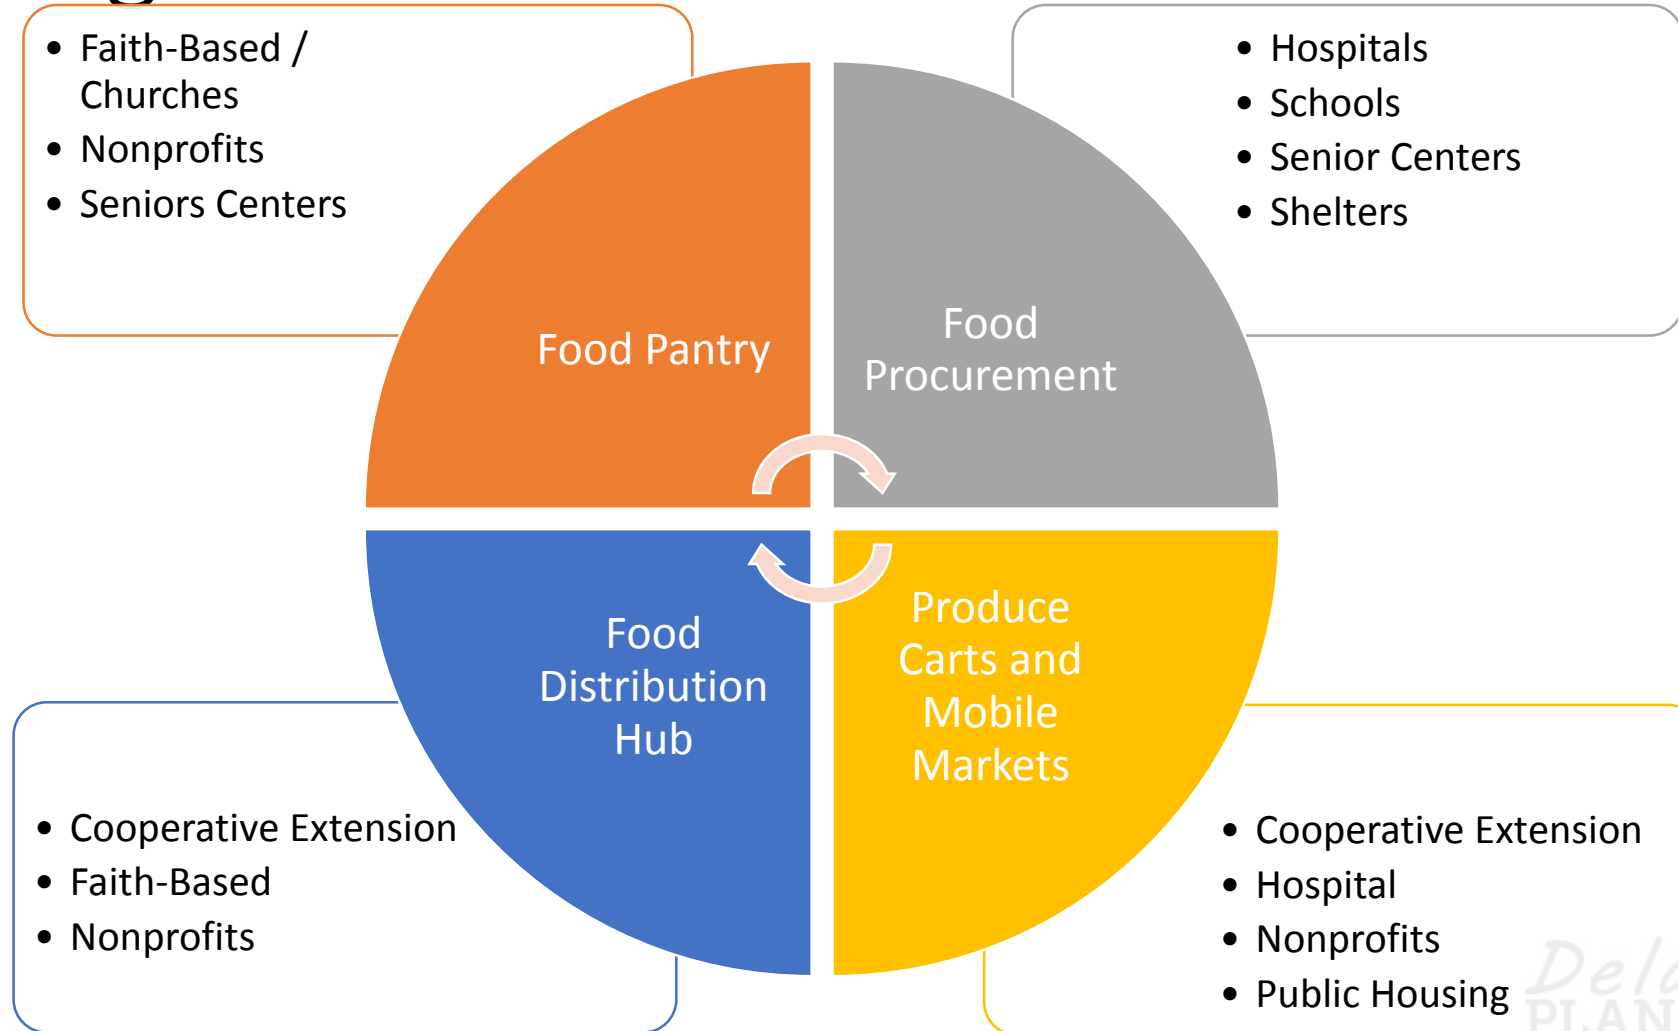 • Faith-Based /
Churches
• Nonprofits
• Seniors Centers
• Hospitals
• Schools
• Senior Centers
• Shelters
Food Pantry
Food
Procurement
Food
Distribution
Hub
Produce
Carts and
Mobile
Markets
• Cooperative Extension
• Faith-Based
• Nonprofits
• Cooperative Extension
• Hospital
• Nonprofits
• Public Housing